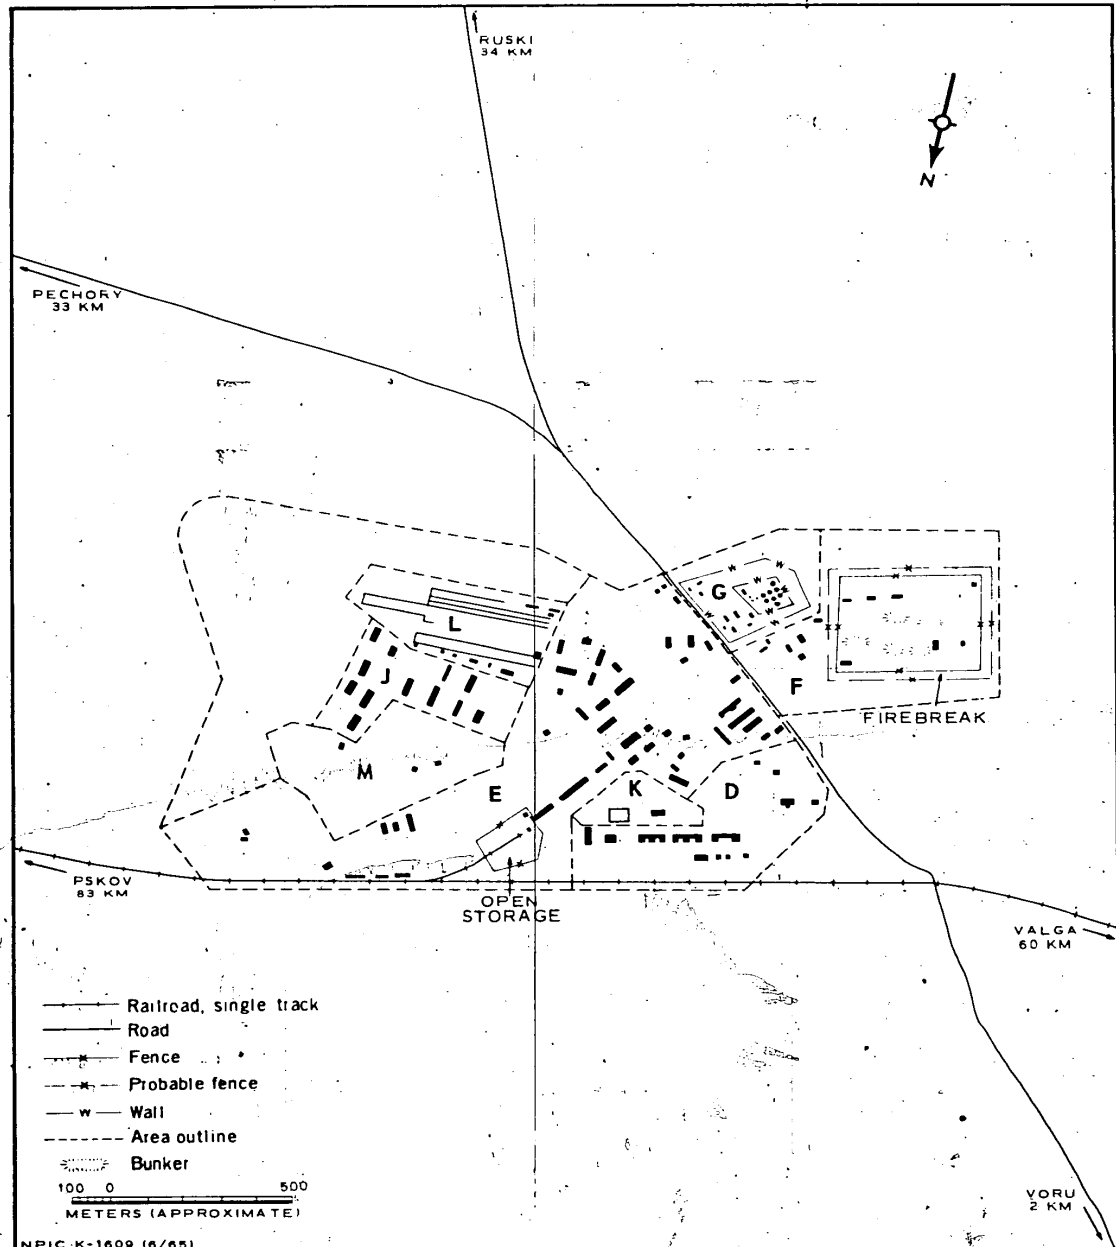 RUSKI
34 KM
N
PECHORY
33 KM
W
W
W
W
W
W
G
L
J
F
FIREBREAK
M
E
K
D
PSKOV
83 KM
OPEN
STORAGE
VALGA
60 KM
Railroad, single track
Road
Fence
Probable fence
W Wall
Area outline
Bunker
100 0 500
METERS (APPROXIMATE)
VORU
2 KM
NPIC K-1609 (6/65)